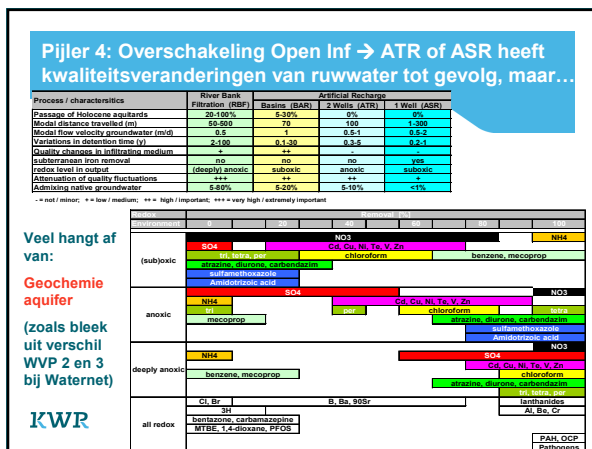 Pijler 4: Overschakeling Open Inf → ATR of ASR heeft
kwaliteitsveranderingen van ruwwater tot gevolg, maar…
Process / charactersitics River Bank Filtration (RBF) Artificial Recharge
Basins (BAR) 2 Wells (ATR) 1 Well (ASR)
Passage of Holocene aquitards 20-100% 5-30% 0% 0%
Modal distance travelled (m) 50-500 70 100 1-300
Modal flow velocity groundwater (m/d) 0.5 1 0.5-1 0.5-2
Variations in detention time (y) 2-100 0.1-30 0.3-5 0.2-1
Quality changes in infiltrating medium + ++ - -
subterranean iron removal no no no yes
redox level in output (deeply) anoxic suboxic anoxic suboxic
Attenuation of quality fluctuations +++ ++ ++ +
Admixing native groundwater 5-80% 5-20% 5-10% <1%
- = not / minor; + = low / medium; ++ = high / important; +++ = very high / extremely important
Veel hangt af
van:
Geochemie
aquifer
(zoals bleek
uit verschil
WVP 2 en 3
bij Waternet)
KWR
Redox Removal [%]
Environment 0 20 40 60 80 100
(sub)oxic
NO3 NH4
SO4 Cd, Cu, Ni, Te, V, Zn
tri, tetra, per chloroform benzene, mecoprop
atrazine, diurone, carbendazim
sulfamethoxazole
Amidotrizoic acid
anoxic
SO4 NO3
NH4 Cd, Cu, Ni, Te, V, Zn
tri per chloroform tetra
mecoprop atrazine, diurone, carbendazim
sulfamethoxazole
Amidotrizoic acid
deeply anoxic
NO3
NH4 SO4
Cd, Cu, Ni, Te, V, Zn
benzene, mecoprop chloroform
atrazine, diurone, carbendazim
tri, tetra, per
all redox
Cl, Br B, Ba, 90Sr lanthanides
3H Al, Be, Cr
bentazone, carbamazepine
MTBE, 1,4-dioxane, PFOS
PAH, OCP
Pathogens